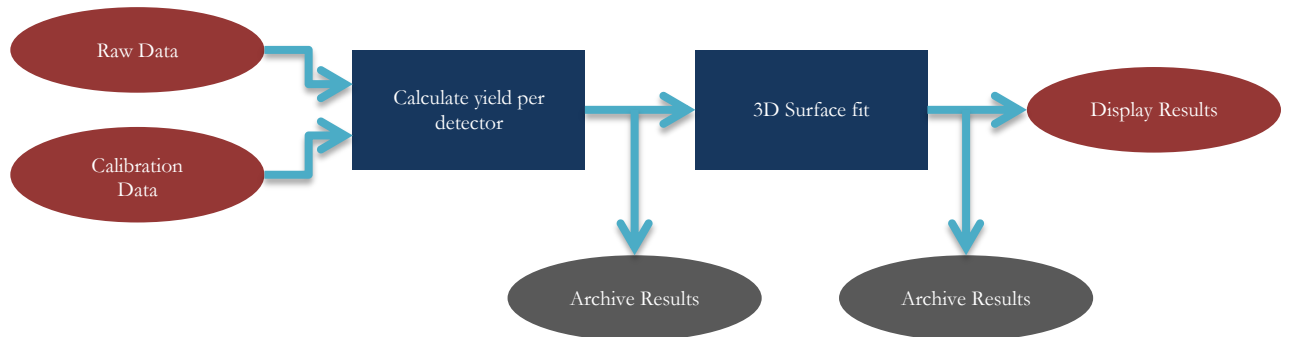 Raw Data
Calibration
Data
Calculate yield per
detector
3D Surface fit
Display Results
Archive Results
Archive Results